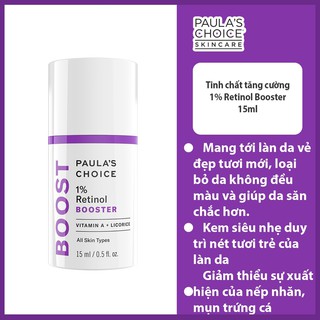 PAULA'S CHOICE
SKINCARE
Tinh chất tăng cường
1% Retinol Booster
15ml
Mang tới làn da vẻ
đẹp tươi mới, loại
bỏ da không đều
màu và giúp da săn
chắc hơn.
Kem siêu nhẹ duy
trì nét tươi trẻ của
làn da
Giảm thiểu sự xuất
hiện của nếp nhăn,
mụn trứng cá
BOOST
PAULA'S
CHOICE
1%
Retinol
BOOSTER
VITAMIN A + LICORICE
All Skin Types
15 ml / 0.5 fl. oz.